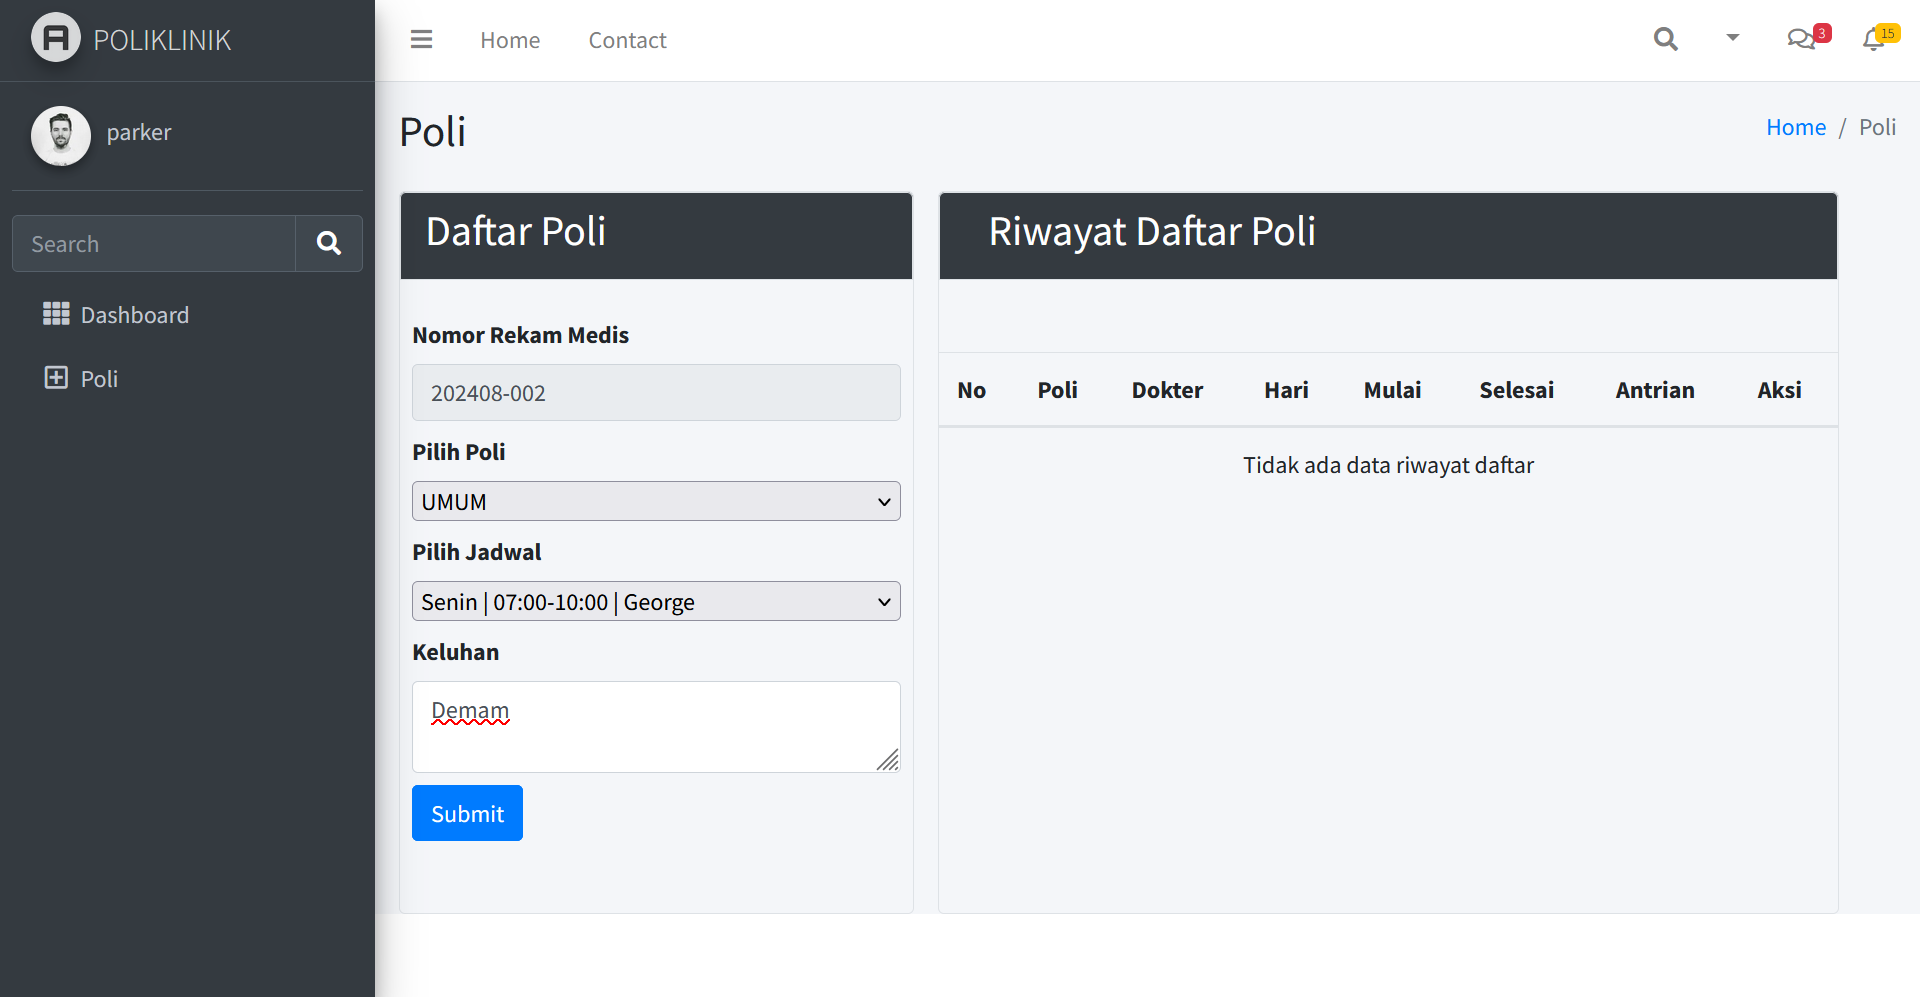 POLIKLINIK
parker
Search
Dashboard
Poli
Home Contact
3
15
Poli
Home / Poli
Daftar Poli
Nomor Rekam Medis
202408-002
Pilih Poli
UMUM
Pilih Jadwal
Senin | 07:00-10:00 | George
Keluhan
Demam
Submit
Riwayat Daftar Poli
No Poli Dokter Hari Mulai Selesai Antrian Aksi
Tidak ada data riwayat daftar